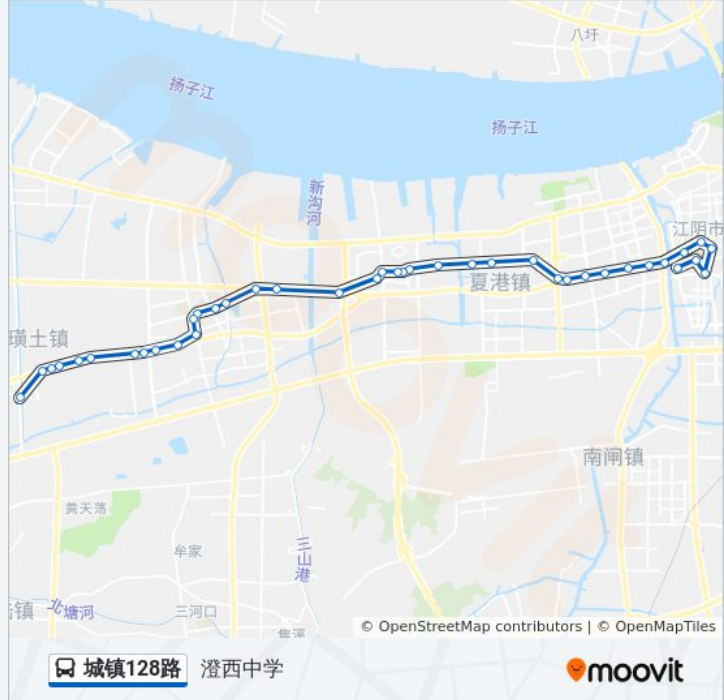 八圩
扬子江
扬子江
新沟河
江阴市
夏港镇
璜土镇
南闸镇
黄天荡
牟家
三山港
北塘河
三河口
焦溪
© OpenStreetMap contributors | © OpenMapTiles
城镇128路 澄西中学
moovit